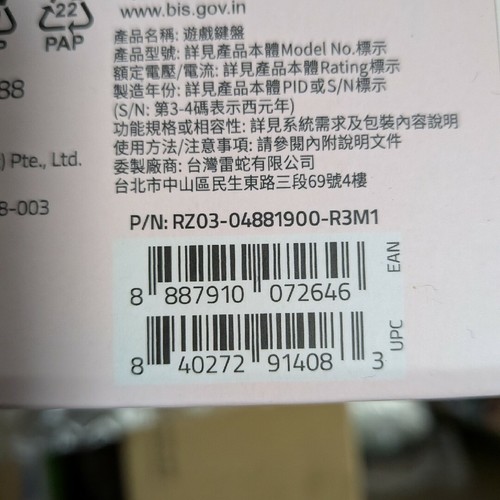 22
PAP
www.bis.gov.in
產品名稱: 遊戲鍵盤
產品型號: 詳見產品本體Model No.標示
額定電壓/電流: 詳見產品本體Rating標示
製造年份: 詳見產品本體PID或S/N標示
(S/N: 第3-4碼表示西元年)
功能規格或相容性: 詳見系統需求及包裝內容說明
使用方法/注意事項: 請參閱內附說明文件
委製廠商: 台灣雷蛇有限公司
台北市中山區民生東路三段69號4樓
88
) Pte., Ltd.
8-003
P/N: RZ03-04881900-R3M1
8 887910 072646
EAN
8 40272 91408 3
UPC